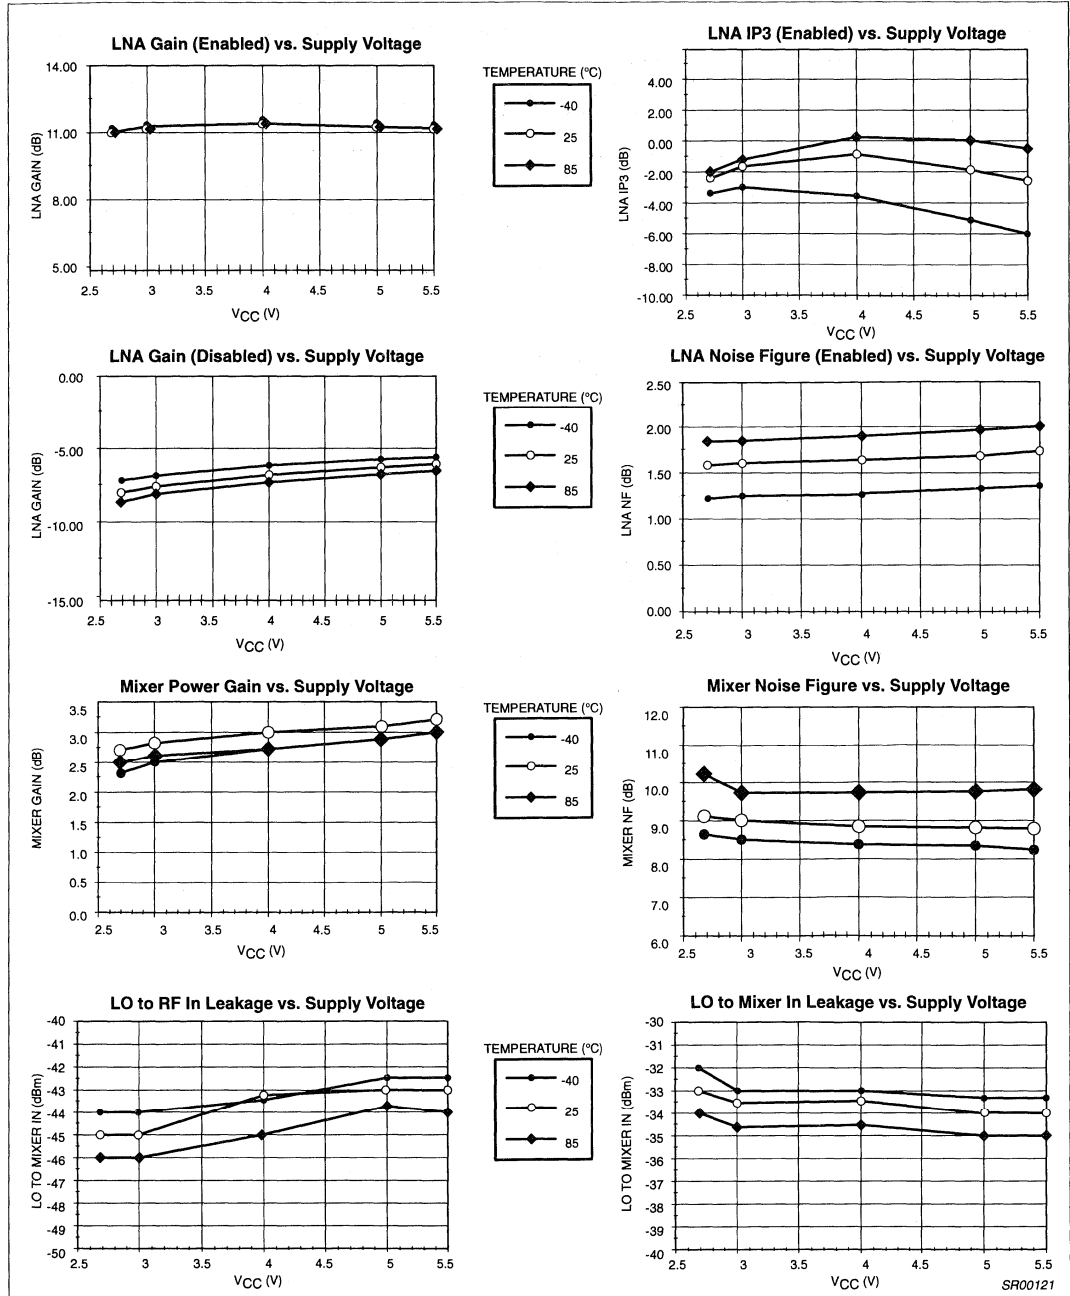 LNA Gain (Enabled) vs. Supply Voltage
14.00
11.00
8.00
5.00
LNA GAIN (dB)
2.5 3 3.5 4 4.5 5 5.5
VCC (V)
TEMPERATURE (°C)
-40
25
85
LNA IP3 (Enabled) vs. Supply Voltage
4.00
2.00
0.00
-2.00
-4.00
-6.00
-8.00
-10.00
LNA IP3 (dB)
2.5 3 3.5 4 4.5 5 5.5
VCC (V)
LNA Gain (Disabled) vs. Supply Voltage
0.00
-5.00
-10.00
-15.00
LNA GAIN (dB)
2.5 3 3.5 4 4.5 5 5.5
VCC (V)
TEMPERATURE (°C)
-40
25
85
LNA Noise Figure (Enabled) vs. Supply Voltage
2.50
2.00
1.50
1.00
0.50
0.00
LNA NF (dB)
2.5 3 3.5 4 4.5 5 5.5
VCC (V)
Mixer Power Gain vs. Supply Voltage
3.5
3.0
2.5
2.0
1.5
1.0
0.5
0.0
MIXER GAIN (dB)
2.5 3 3.5 4 4.5 5 5.5
VCC (V)
TEMPERATURE (°C)
-40
25
85
Mixer Noise Figure vs. Supply Voltage
12.0
11.0
10.0
9.0
8.0
7.0
6.0
MIXER NF (dB)
2.5 3 3.5 4 4.5 5 5.5
VCC (V)
LO to RF In Leakage vs. Supply Voltage
-40
-41
-42
-43
-44
-45
-46
-47
-48
-49
-50
LO TO MIXER IN (dBm)
2.5 3 3.5 4 4.5 5 5.5
VCC (V)
TEMPERATURE (°C)
-40
25
85
LO to Mixer In Leakage vs. Supply Voltage
-30
-31
-32
-33
-34
-35
-36
-37
-38
-39
-40
LO TO MIXER IN (dBm)
2.5 3 3.5 4 4.5 5 5.5
VCC (V)
SR00121